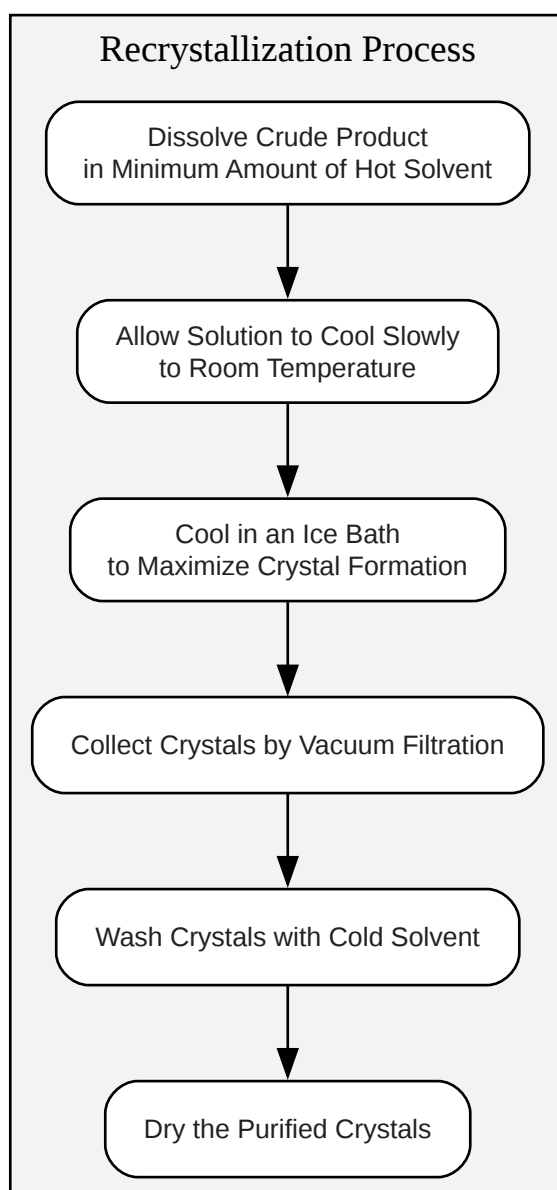 Recrystallization Process
Dissolve Crude Product
in Minimum Amount of Hot Solvent
Allow Solution to Cool Slowly
to Room Temperature
Cool in an Ice Bath
to Maximize Crystal Formation
Collect Crystals by Vacuum Filtration
Wash Crystals with Cold Solvent
Dry the Purified Crystals